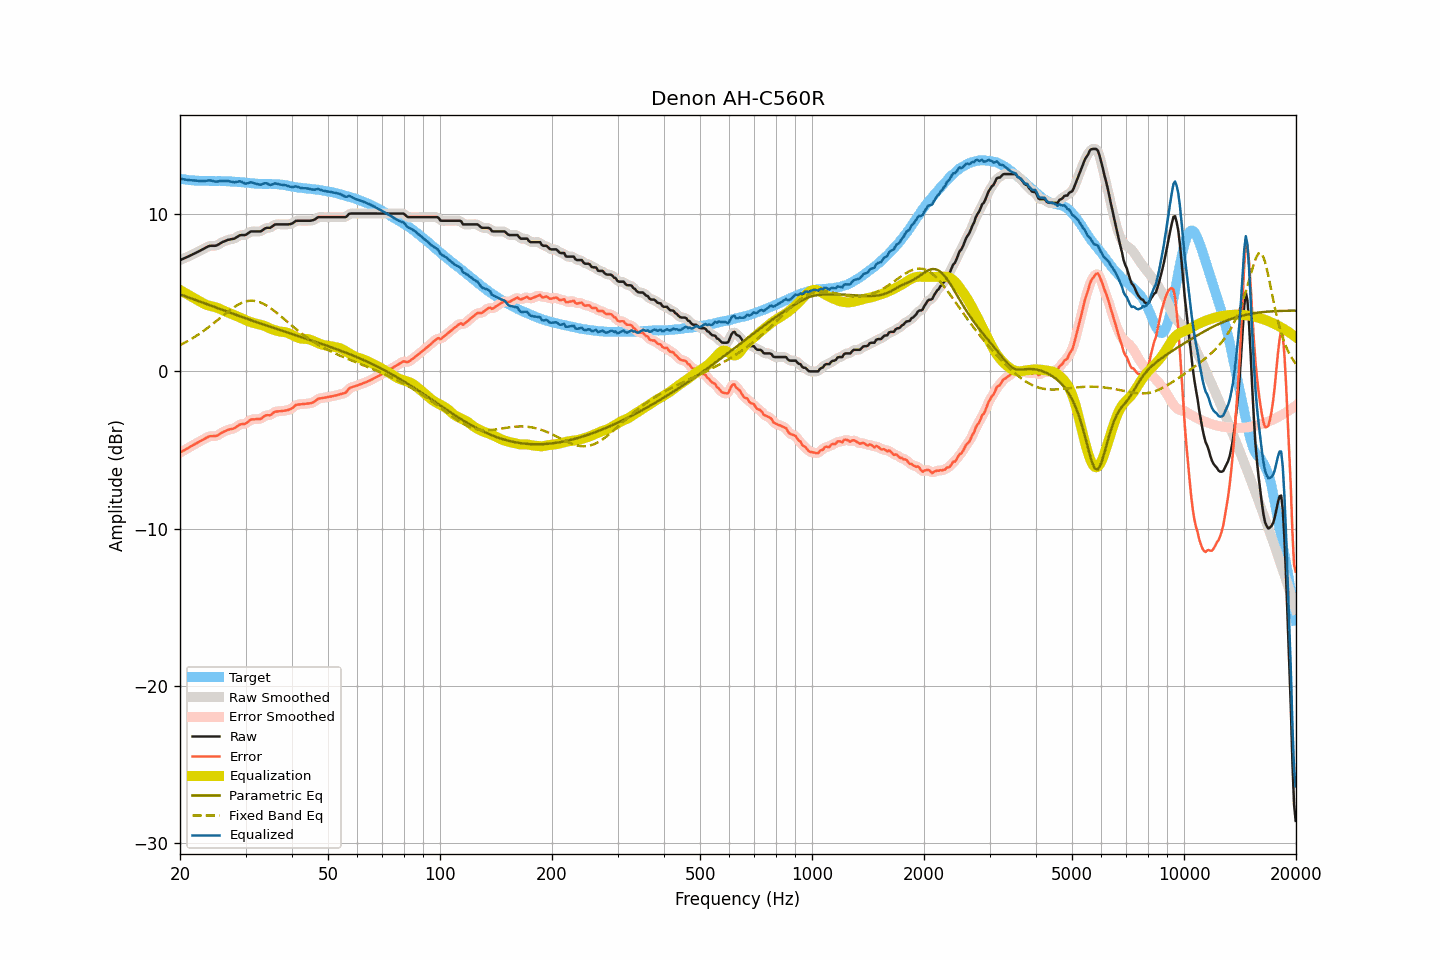 Denon AH-C560R
Amplitude (dBr)
10
0
−10
−20
−30
Target
Raw Smoothed
Error Smoothed
Raw
Error
Equalization
Parametric Eq
Fixed Band Eq
Equalized
20 50 100 200 500 1000 2000 5000 10000 20000
Frequency (Hz)